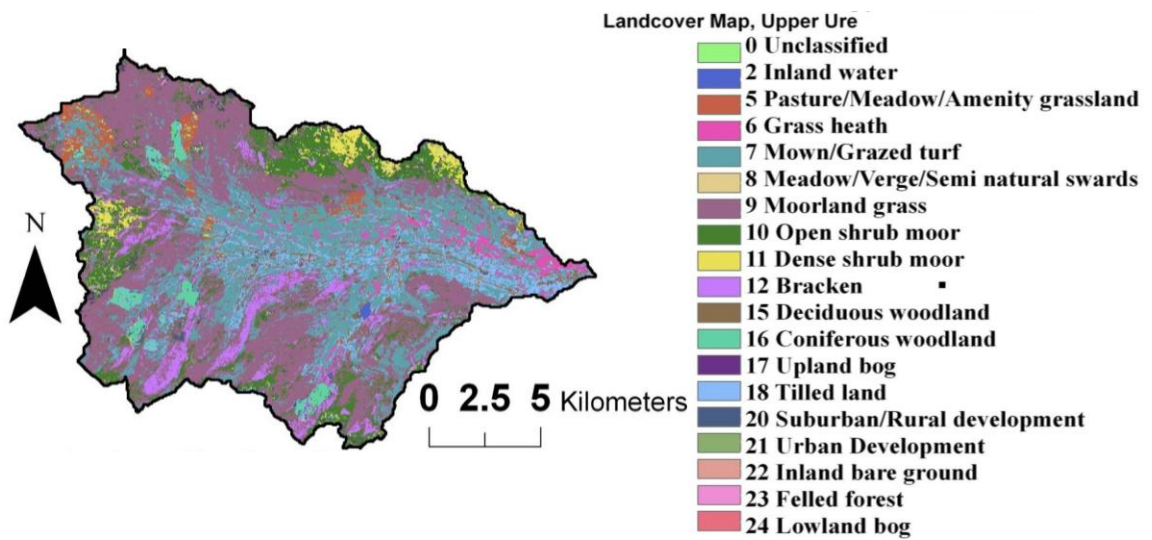 Landcover Map, Upper Ure
0 Unclassified
2 Inland water
5 Pasture/Meadow/Amenity grassland
6 Grass heath
7 Mown/Grazed turf
8 Meadow/Verge/Semi natural swards
9 Moorland grass
10 Open shrub moor
11 Dense shrub moor
12 Bracken
15 Deciduous woodland
16 Coniferous woodland
17 Upland bog
18 Tilled land
20 Suburban/Rural development
21 Urban Development
22 Inland bare ground
23 Felled forest
24 Lowland bog
N
0 2.5 5 Kilometers